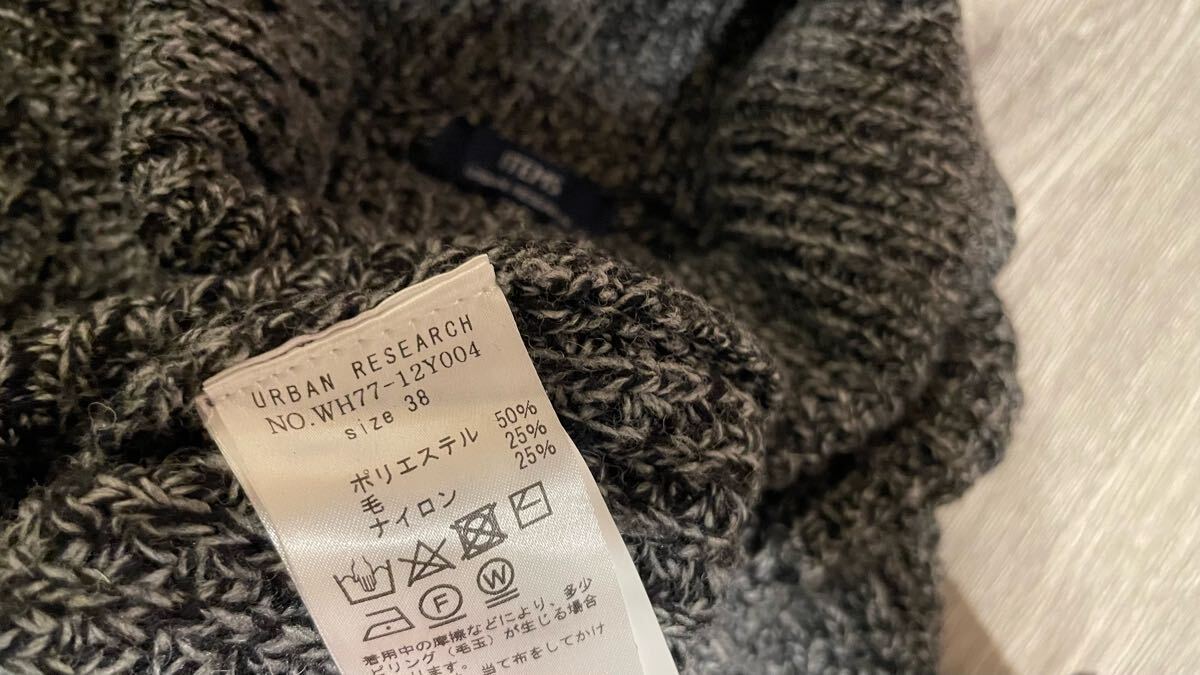 ITEMS
URBAN RESEARCH
NO.WH77-12Y004
size 38
ポリエステル 50%
毛 25%
ナイロン 25%
F W
着用中の摩擦などにより、多少
ピリング（毛玉）が生じる場合
ります。当て布をしてかけ